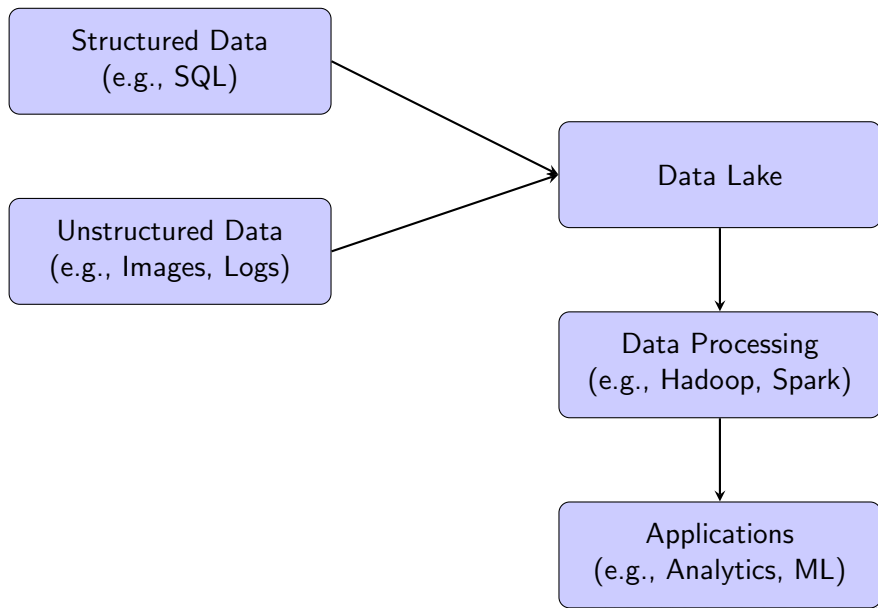 Structured Data
(e.g., SQL)
Unstructured Data
(e.g., Images, Logs)
Data Lake
Data Processing
(e.g., Hadoop, Spark)
Applications
(e.g., Analytics, ML)